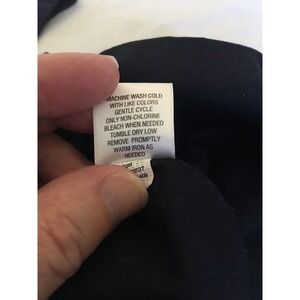 MACHINE WASH COLD
WITH LIKE COLORS
GENTLE CYCLE
ONLY NON-CHLORINE
BLEACH WHEN NEEDED
TUMBLE DRY LOW
REMOVE PROMPTLY
WARM IRON AS
NEEDED